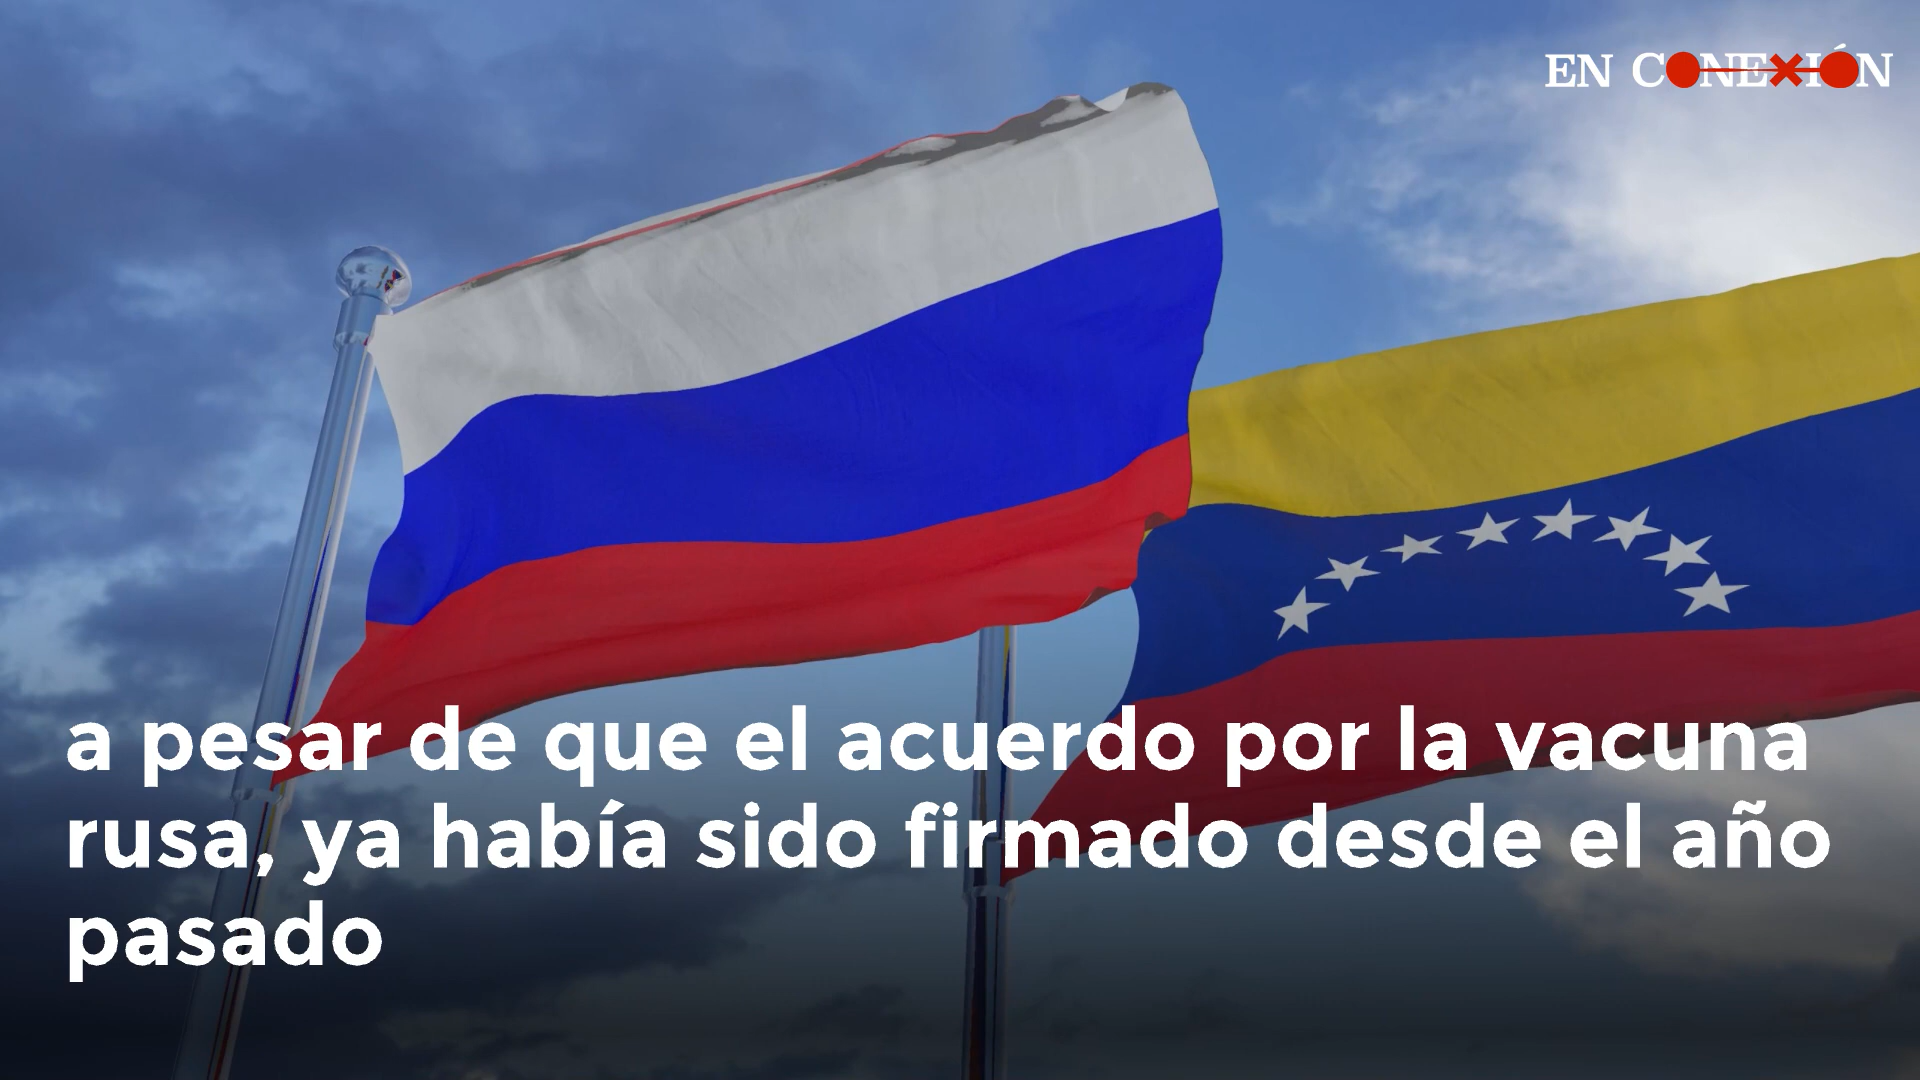 EN CONEXIÓN
a pesar de que el acuerdo por la vacuna
rusa, ya había sido firmado desde el año
pasado